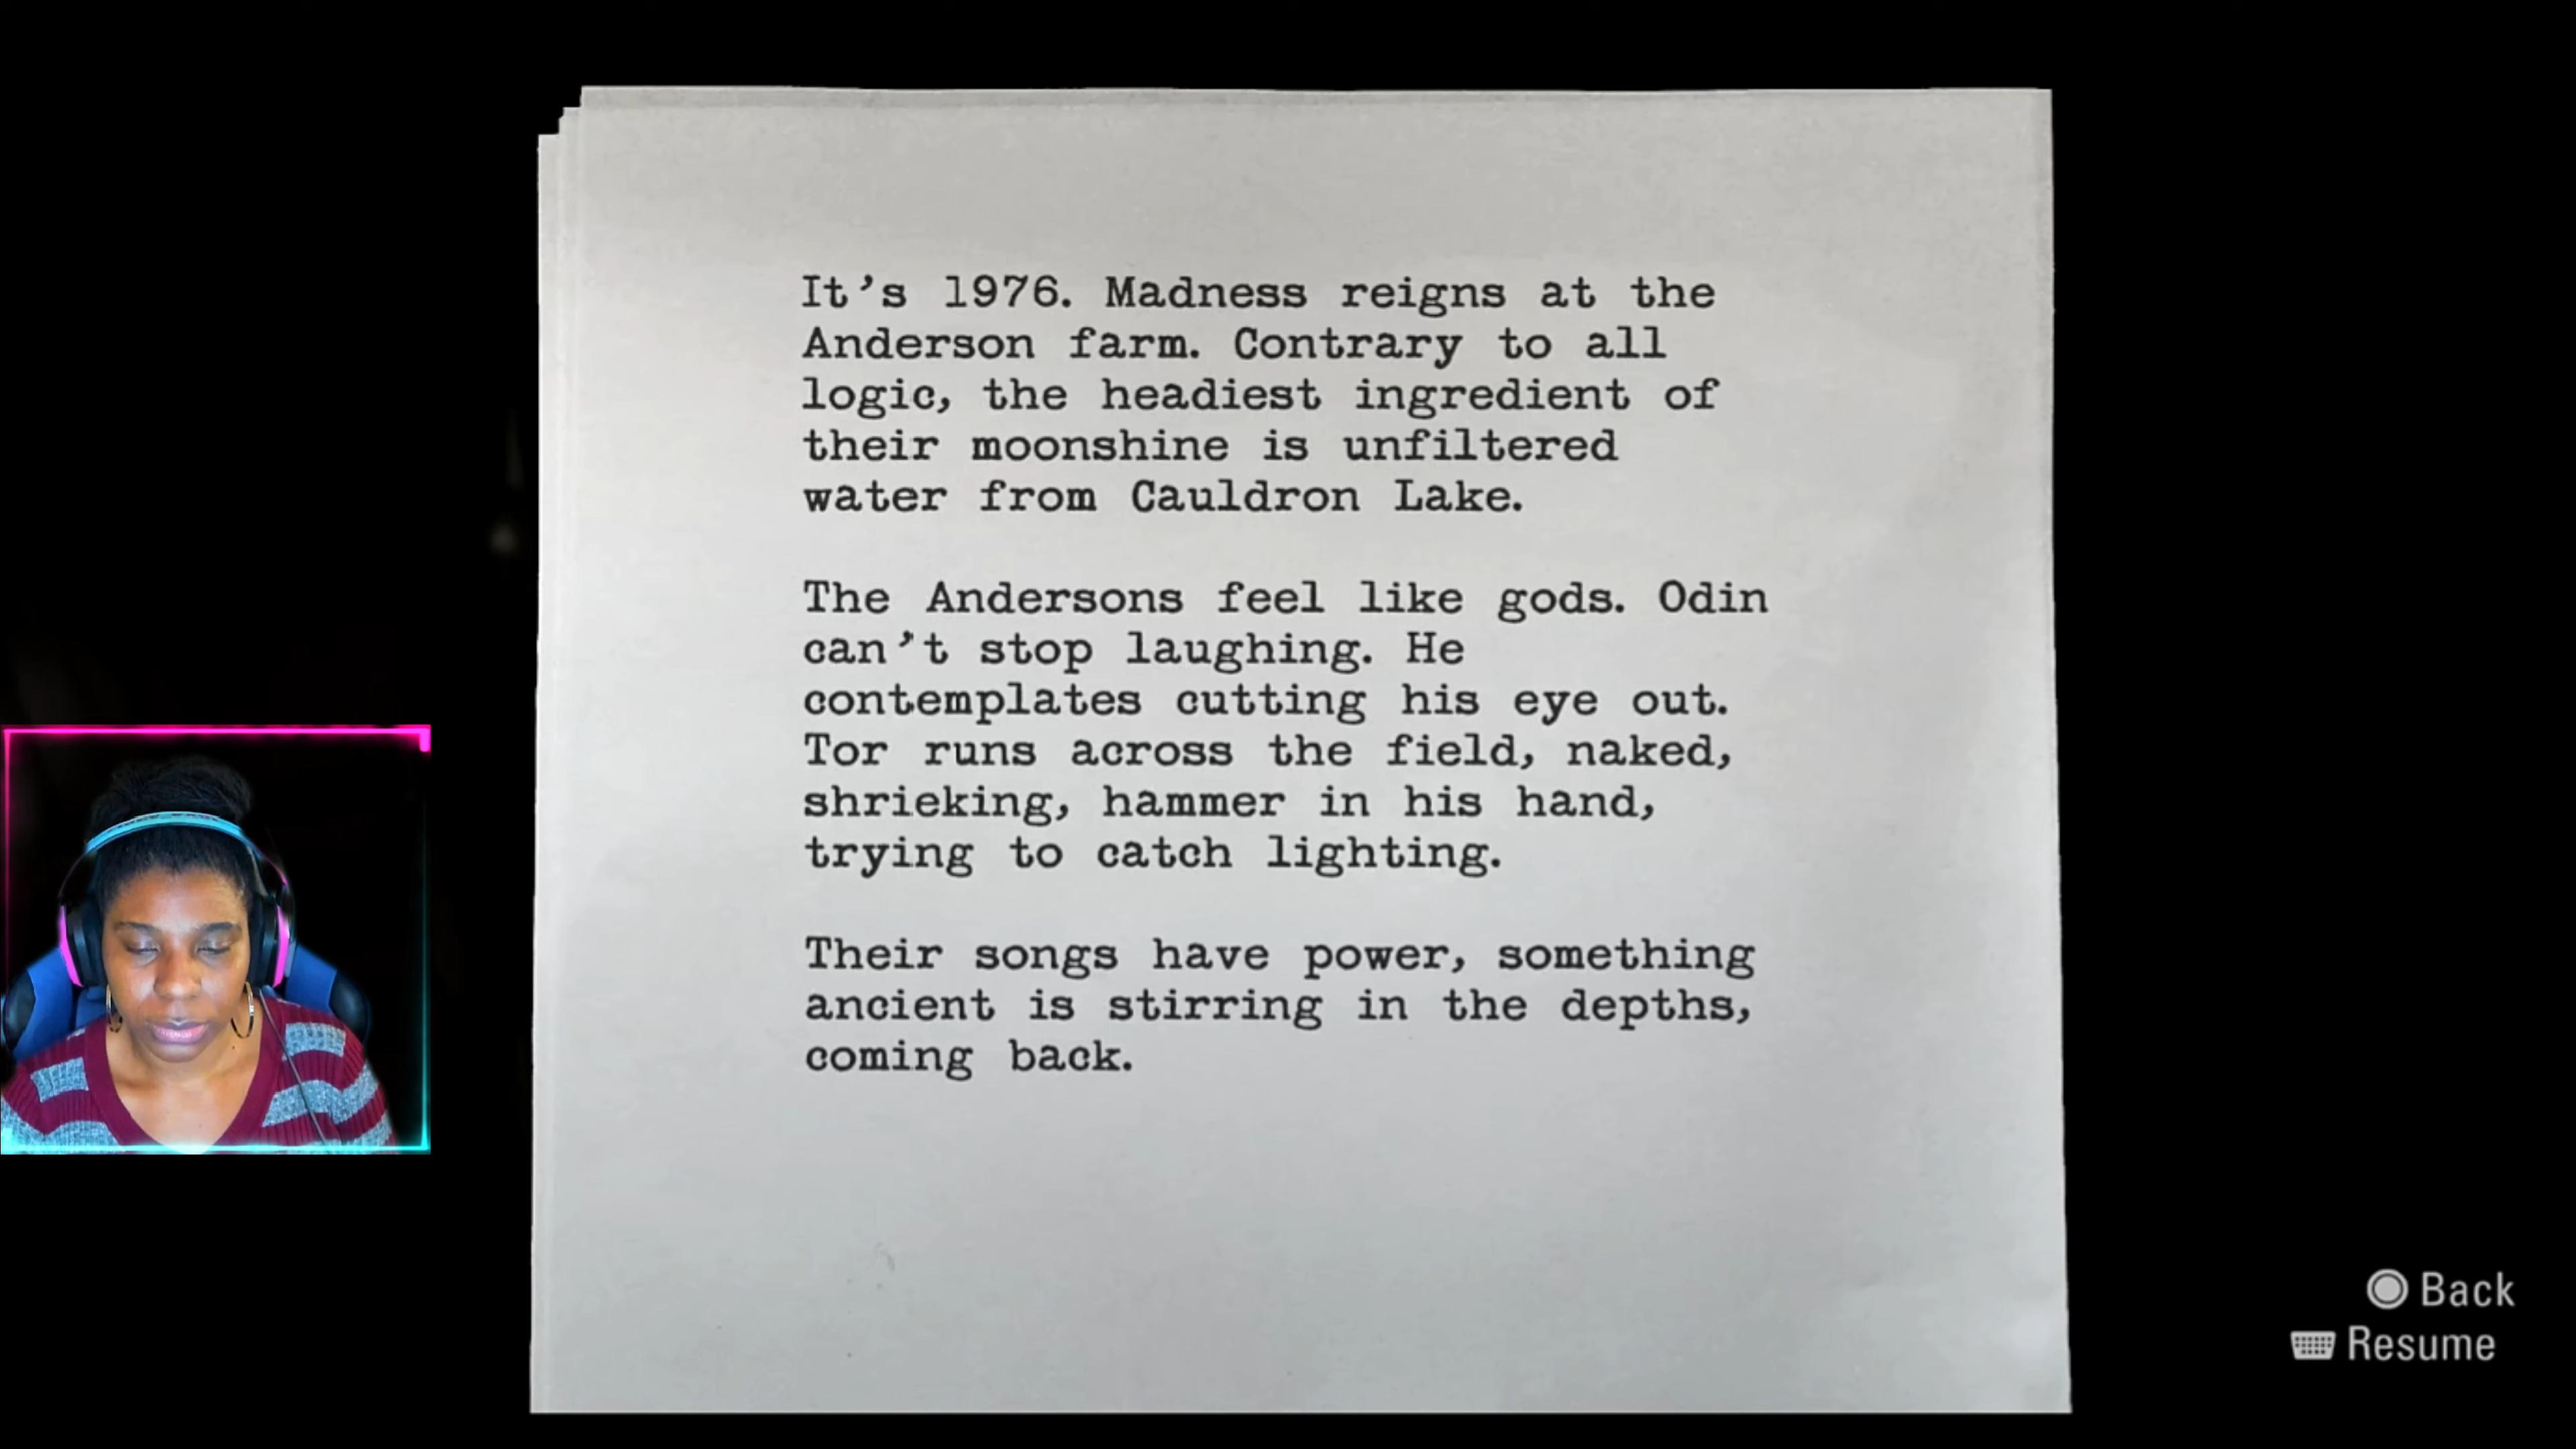 It's 1976. Madness reigns at the
Anderson farm. Contrary to all
logic, the headiest ingredient of
their moonshine is unfiltered
water from Cauldron Lake.
The Andersons feel like gods. Odin
can't stop laughing. He
contemplates cutting his eye out.
Tor runs across the field, naked,
shrieking, hammer in his hand,
trying to catch lighting.
Their songs have power, something
ancient is stirring in the depths,
coming back.
Back
Resume